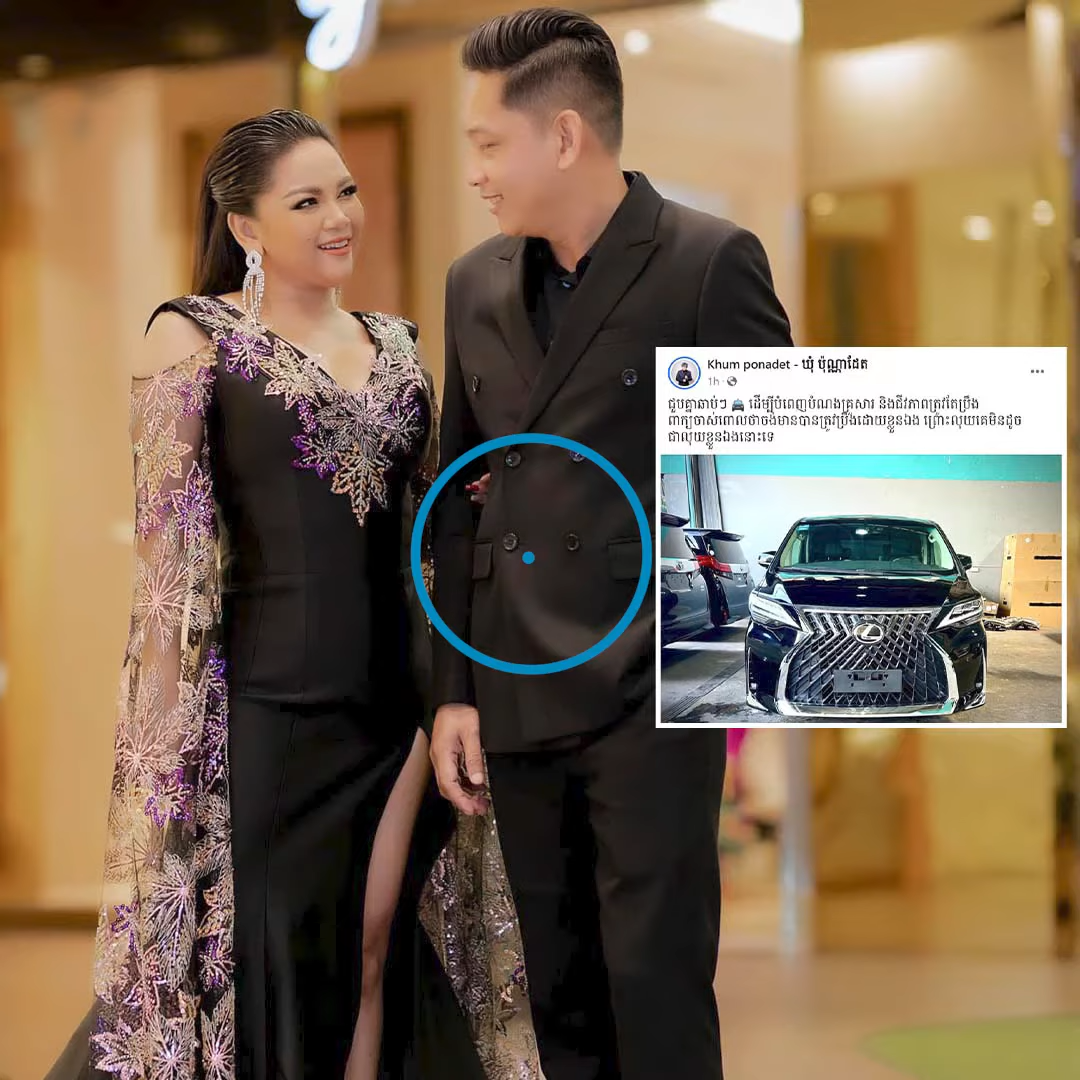 Khum ponadet - ឃុំ ប៉ុណ្ណាដែត
1h
ជួបគ្នាឆាប់ៗ 🚘 ដើម្បីបំពេញបំណងគ្រួសារ និងជីវភាពត្រូវតែប្រឹង
ពាក្យចាស់ពោលថាចង់មានបានត្រូវប្រឹងដោយខ្លួនឯង ព្រោះលុយគេមិនដូច
ជាលុយខ្លួនឯងនោះទេ